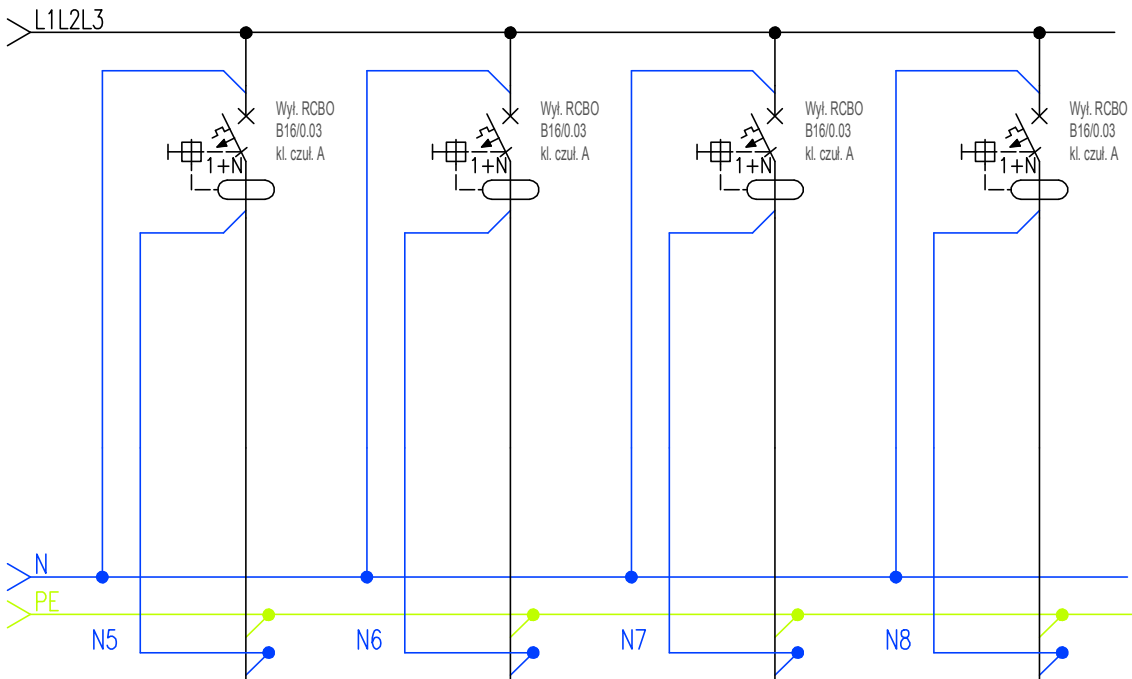 L1L2L3
Wył. RCBO
B16/0.03
kl. czuł. A
1+N
Wył. RCBO
B16/0.03
kl. czuł. A
1+N
Wył. RCBO
B16/0.03
kl. czuł. A
1+N
Wył. RCBO
B16/0.03
kl. czuł. A
1+N
N
PE
N5
N6
N7
N8